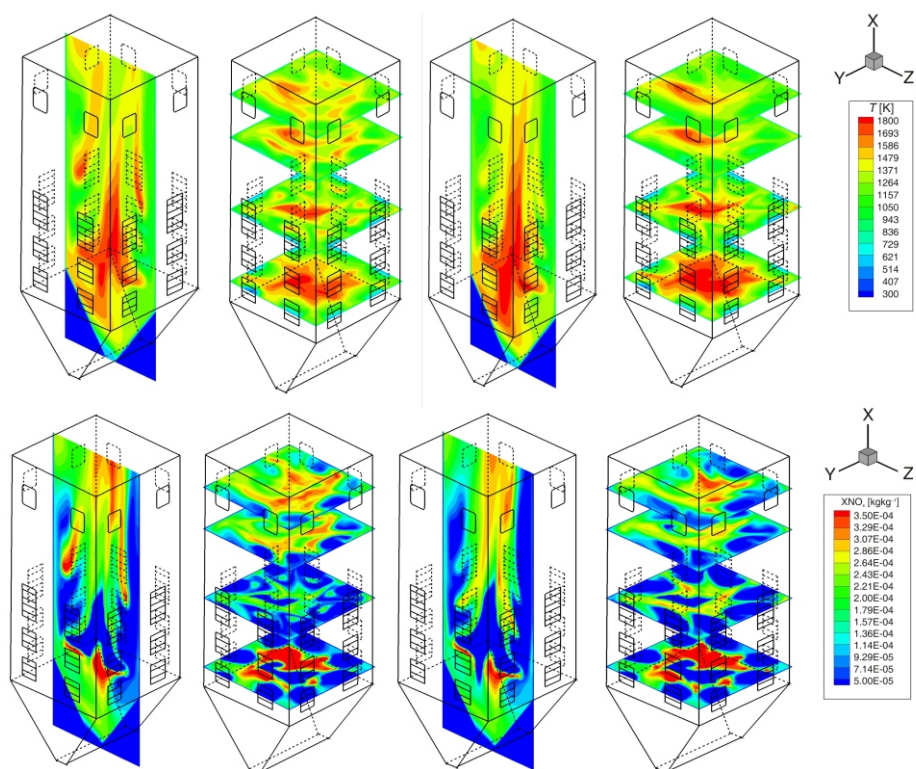 X
Y
Z
T [K]
1800
1693
1586
1479
1371
1264
1157
1050
943
836
729
621
514
407
300
X
Y
Z
XNO, [kgkg⁻¹]
3.50E-04
3.29E-04
3.07E-04
2.86E-04
2.64E-04
2.43E-04
2.21E-04
2.00E-04
1.79E-04
1.57E-04
1.36E-04
1.14E-04
9.29E-05
7.14E-05
5.00E-05